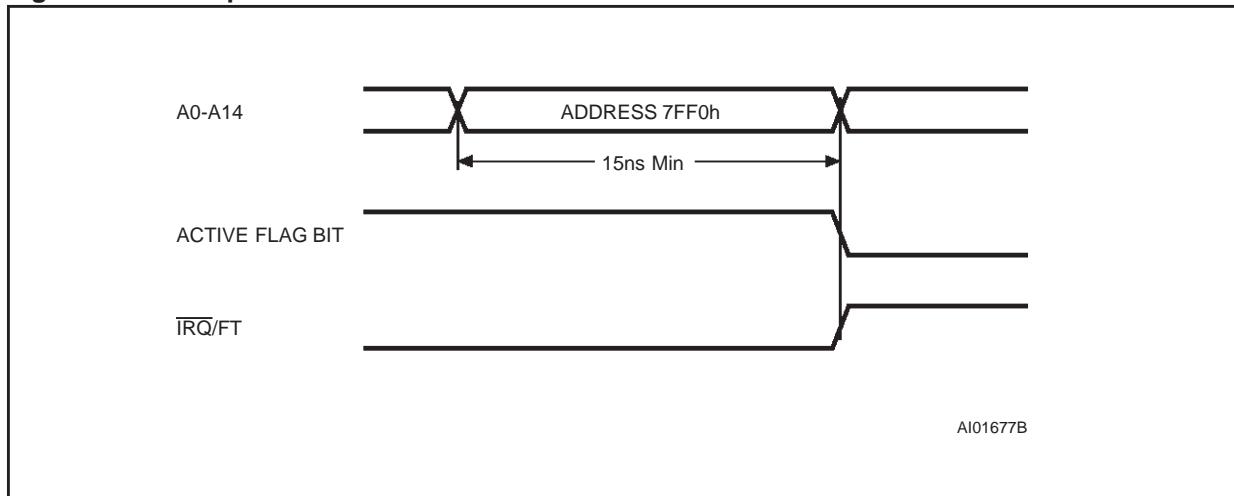 A0-A14
ADDRESS 7FF0h
15ns Min
ACTIVE FLAG BIT
IRQ/FT
AI01677B